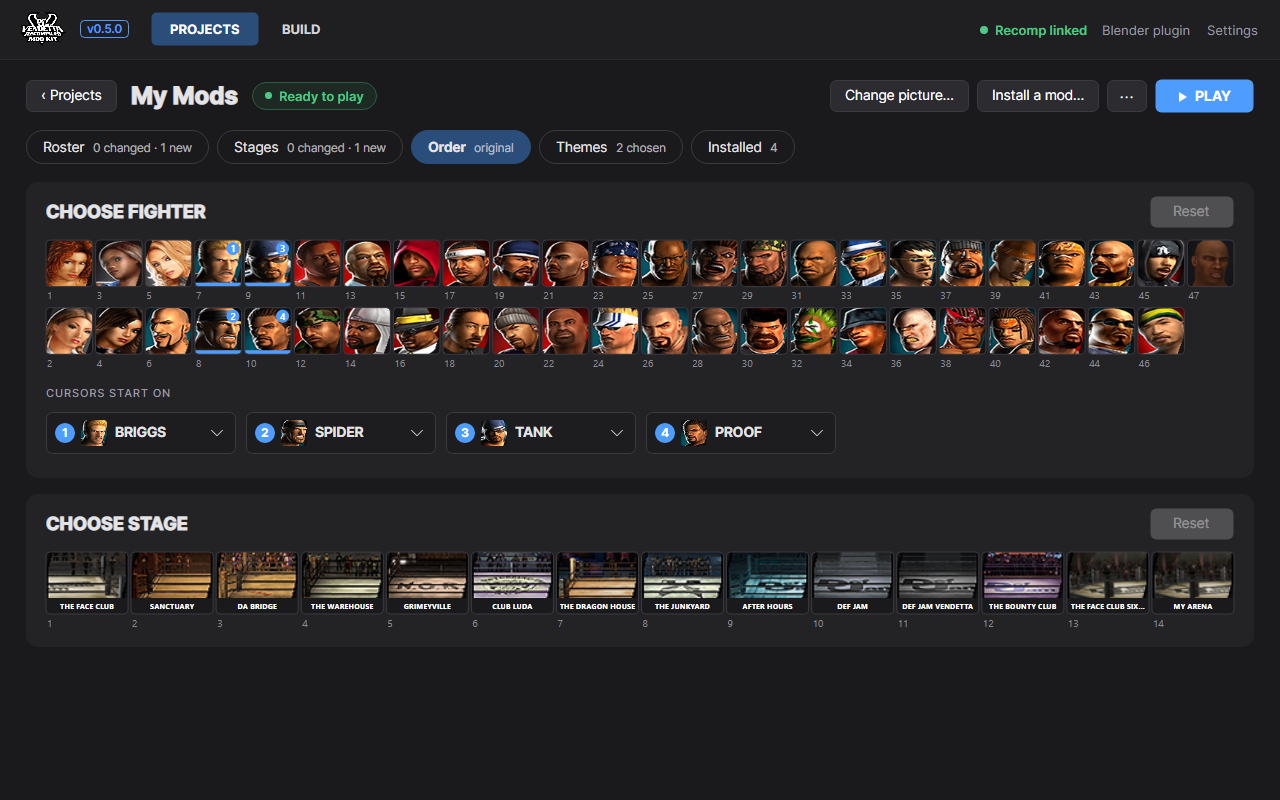 VENDETTA
MOD KIT
v0.5.0
PROJECTS
BUILD
Recomp linked
Blender plugin
Settings
‹ Projects
My Mods
Ready to play
Change picture...
Install a mod...
...
PLAY
Roster 0 changed · 1 new
Stages 0 changed · 1 new
Order original
Themes 2 chosen
Installed 4
CHOOSE FIGHTER
Reset
1 3
1 3 5 7 9 11 13 15 17 19 21 23 25 27 29 31 33 35 37 39 41 43 45 47
2 4
2 4 6 8 10 12 14 16 18 20 22 24 26 28 30 32 34 36 38 40 42 44 46
CURSORS START ON
1 BRIGGS
2 SPIDER
3 TANK
4 PROOF
CHOOSE STAGE
Reset
THE FACE CLUB
SANCTUARY
DA BRIDGE
THE WAREHOUSE
GRIMEYVILLE
CLUB LUDA
THE DRAGON HOUSE
THE JUNKYARD
AFTER HOURS
DEF JAM
DEF JAM VENDETTA
THE BOUNTY CLUB
THE FACE CLUB SIX...
MY ARENA
1 2 3 4 5 6 7 8 9 10 11 12 13 14